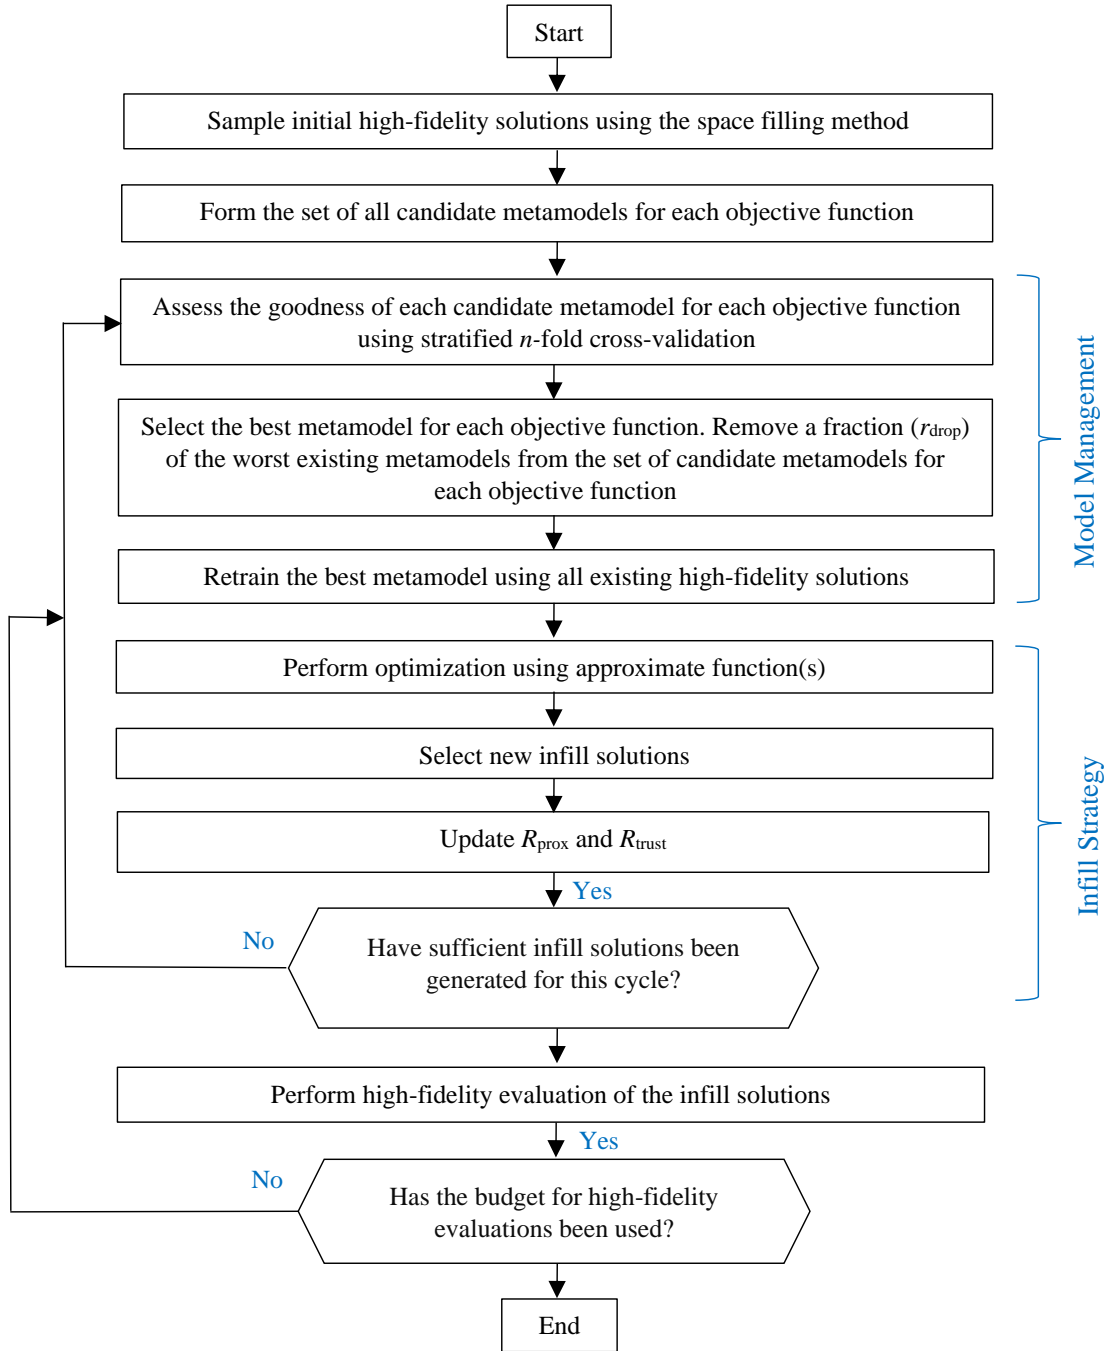 Start
Sample initial high-fidelity solutions using the space filling method
Form the set of all candidate metamodels for each objective function
Assess the goodness of each candidate metamodel for each objective function
using stratified n-fold cross-validation
Select the best metamodel for each objective function. Remove a fraction (rdrop)
of the worst existing metamodels from the set of candidate metamodels for
each objective function
Retrain the best metamodel using all existing high-fidelity solutions
Model Management
Perform optimization using approximate function(s)
Select new infill solutions
Update Rprox and Rtrust
Yes
No
Have sufficient infill solutions been
generated for this cycle?
Infill Strategy
Perform high-fidelity evaluation of the infill solutions
Yes
No
Has the budget for high-fidelity
evaluations been used?
End